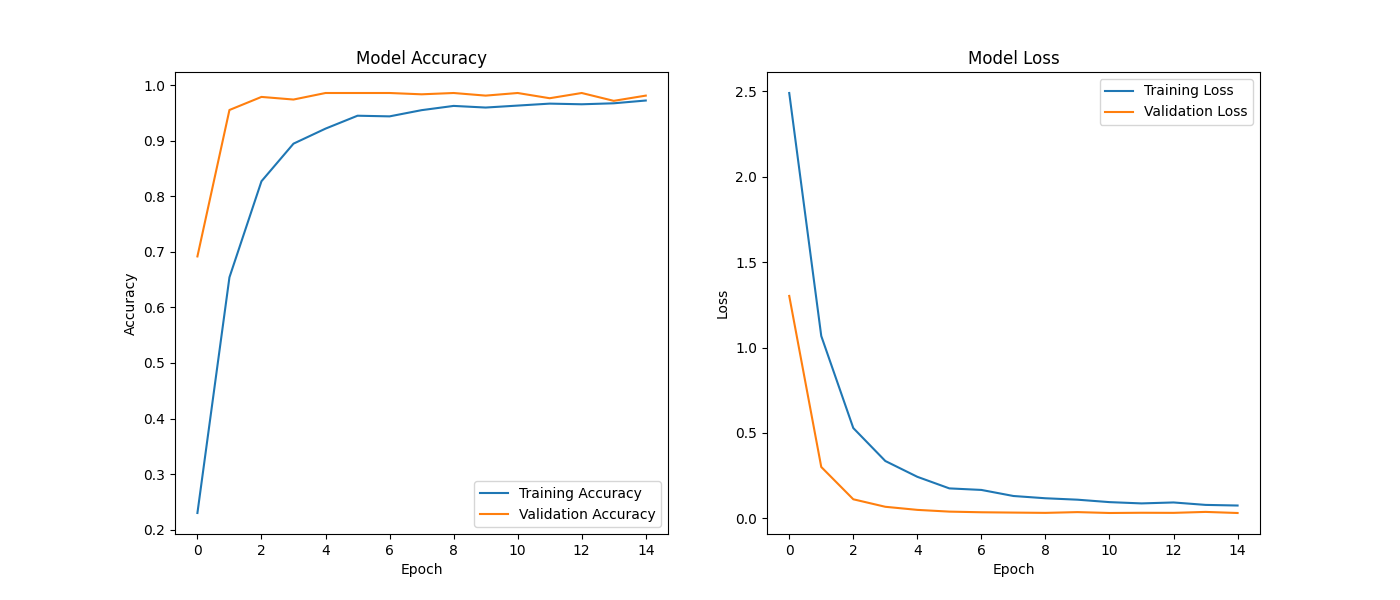 Model Accuracy
1.0
0.9
0.8
0.7
0.6
0.5
0.4
0.3
0.2
Accuracy
Training Accuracy
Validation Accuracy
0 2 4 6 8 10 12 14
Epoch
Model Loss
2.5
2.0
1.5
1.0
0.5
0.0
Loss
Training Loss
Validation Loss
0 2 4 6 8 10 12 14
Epoch